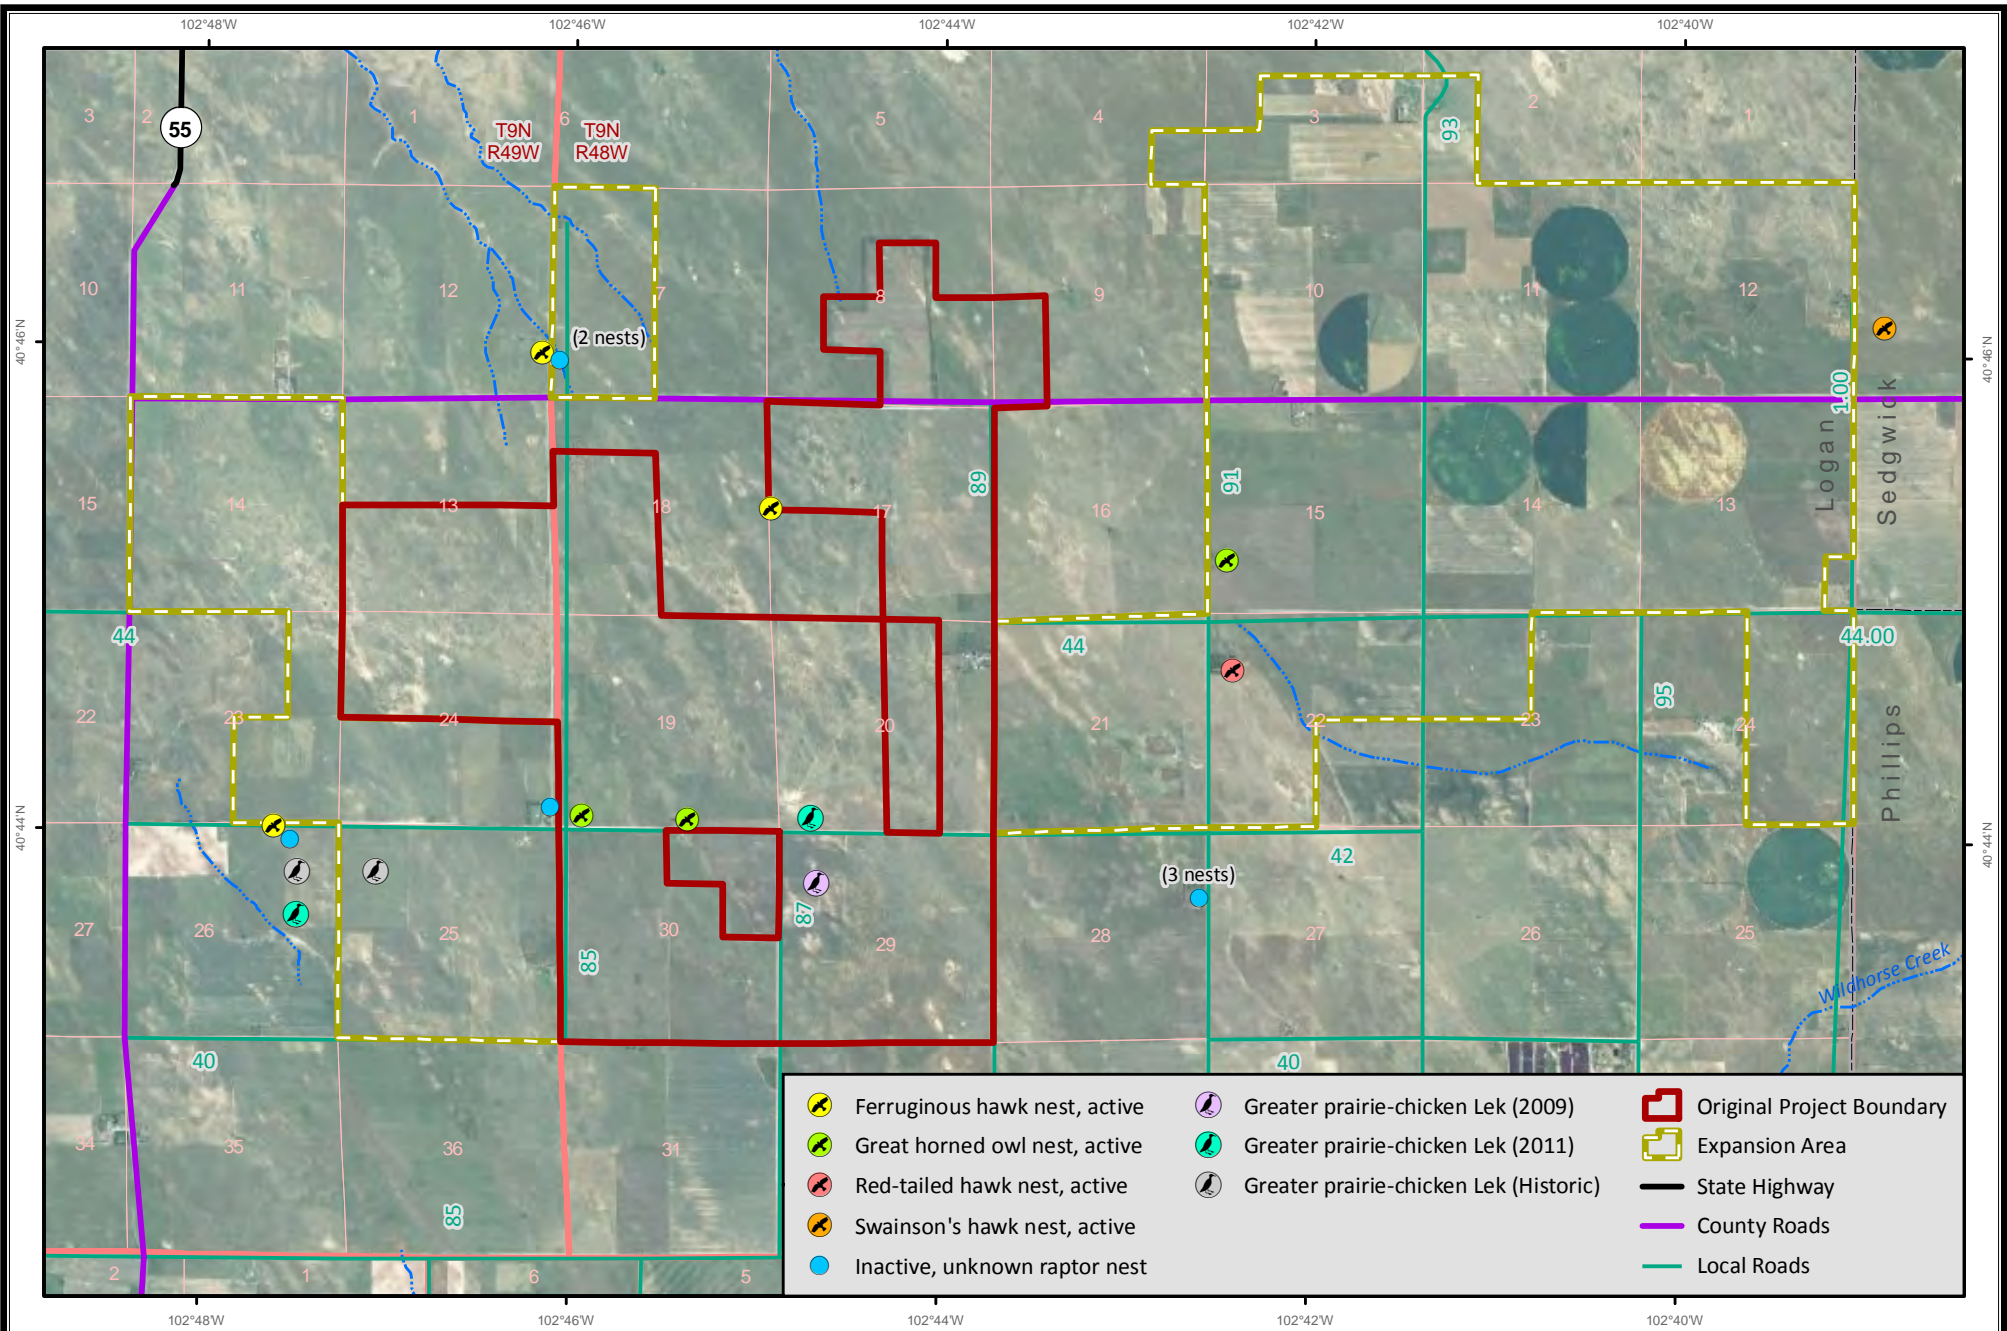 102°48'W 102°46'W 102°44'W 102°42'W 102°40'W
3 2 1 6 5 4 3 2 1
55
93
T9N T9N
R49W R48W
10 11 12 7 8 9 10 11 12
40°46'N
(2 nests)
40°46'N
1.00
Logan
Sedgwick
15 14 13 18 17 16 15 14 13
89
91
44
44
44.00
95
22 23 24 19 20 21 22 23 24
Phillips
40°44'N
40°44'N
42
(3 nests)
87
27 26 25 30 29 28 27 26 25
85
Wildhorse Creek
40
40
34 35 36 31
85
2 1 6 5
Ferruginous hawk nest, active
Great horned owl nest, active
Red-tailed hawk nest, active
Swainson's hawk nest, active
Inactive, unknown raptor nest
Greater prairie-chicken Lek (2009)
Greater prairie-chicken Lek (2011)
Greater prairie-chicken Lek (Historic)
Original Project Boundary
Expansion Area
State Highway
County Roads
Local Roads
102°48'W 102°46'W 102°44'W 102°42'W 102°40'W